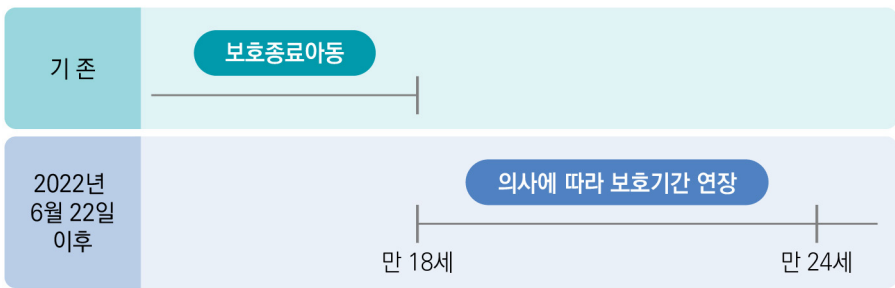 기 존
보호종료아동
2022년
6월 22일
이후
의사에 따라 보호기간 연장
만 18세
만 24세